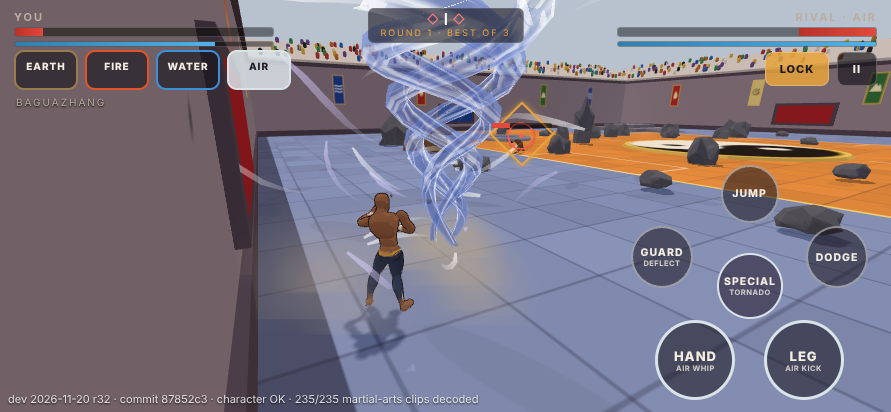 YOU
RIVAL · AIR
ROUND 1 · BEST OF 3
EARTH
FIRE
WATER
AIR
LOCK
BAGUAZHANG
JUMP
GUARD
DEFLECT
DODGE
SPECIAL
TORNADO
HAND
AIR WHIP
LEG
AIR KICK
dev 2026-11-20 r32 · commit 87852c3 · character OK · 235/235 martial-arts clips decoded